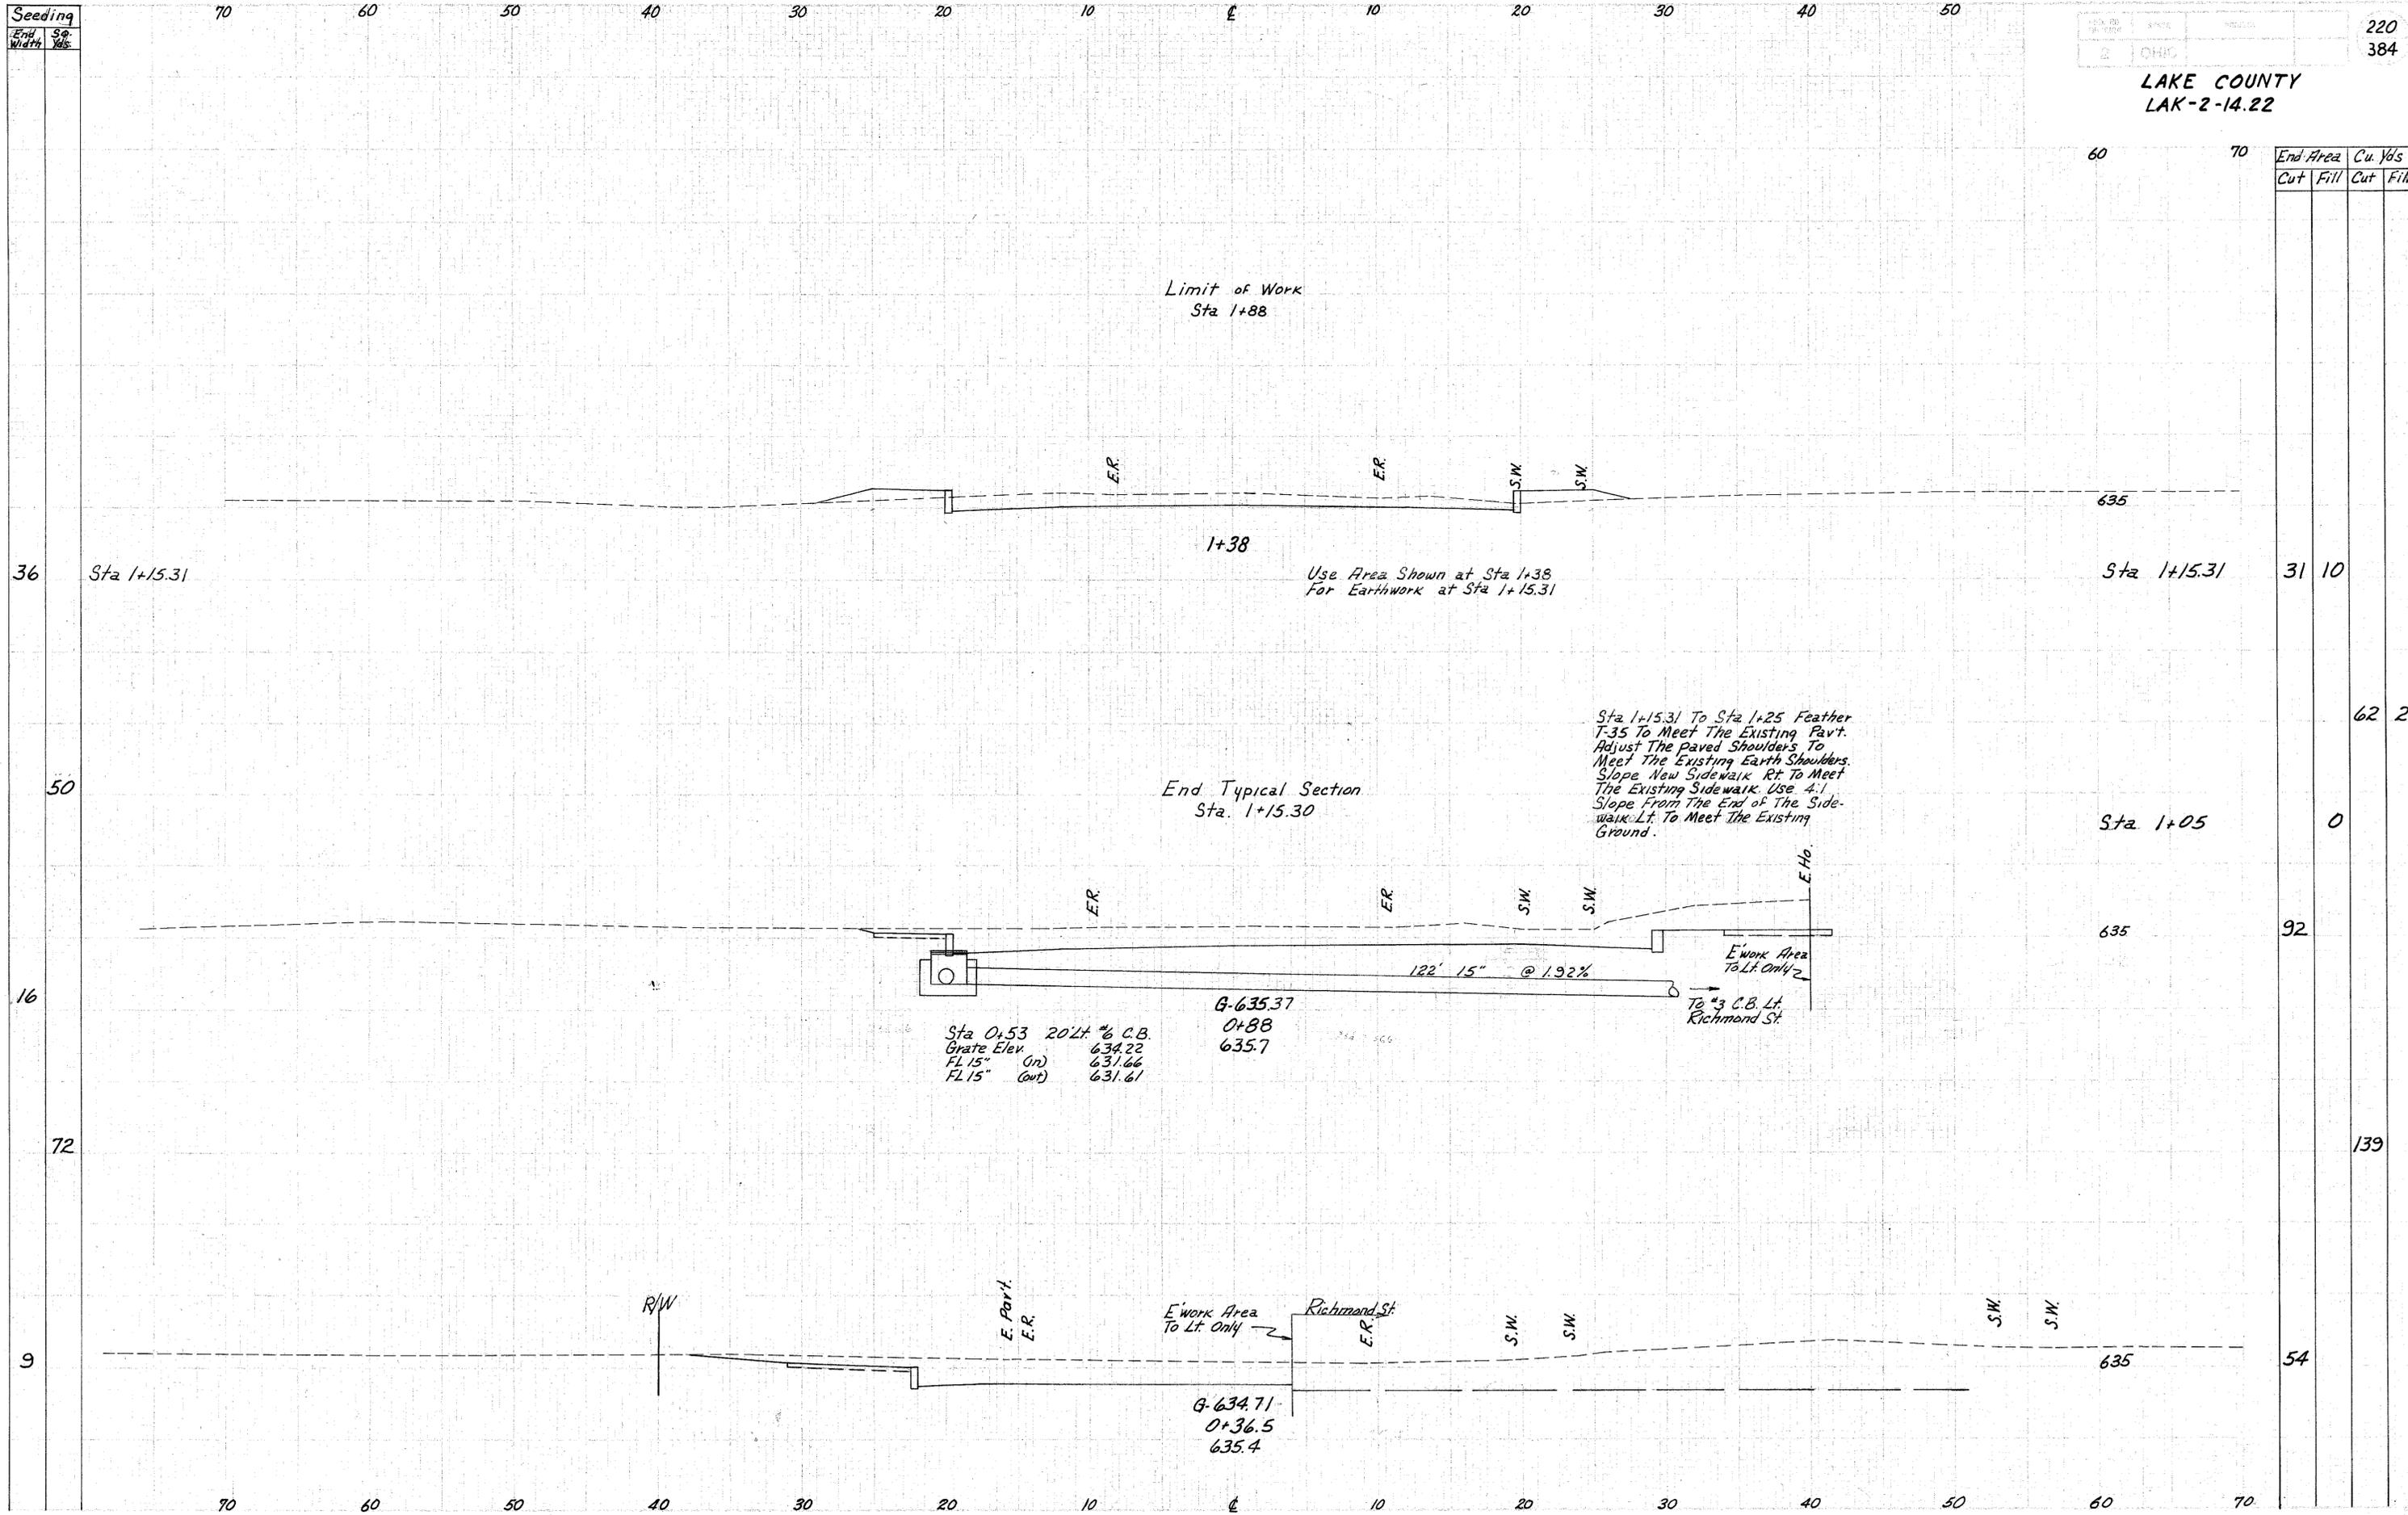 Seeding
End Width
Sq. Yds.
70 60 50 40 30 20 10 ℄ 10 20 30 40 50
OHIO
220
384
LAKE COUNTY
LAK-2-14.22
60 70
End Area Cu. Yds
Cut Fill Cut Fill
Limit of Work
Sta 1+88
E.R. E.R. S.W. S.W.
635
1+38
36 Sta 1+15.31
Use Area Shown at Sta 1+38
For Earthwork at Sta 1+15.31
Sta 1+15.31 31 10
62 2
Sta 1+15.31 To Sta 1+25 Feather
T-35 To Meet The Existing Pav't.
Adjust The Paved Shoulders To
Meet The Existing Earth Shoulders.
Slope New Sidewalk Rt. To Meet
The Existing Sidewalk. Use 4:1
Slope From The End of The Side-
walk Lt. To Meet The Existing
Ground.
50
End Typical Section
Sta. 1+15.30
Sta. 1+05 0
E.R. E.R. S.W. S.W. E. Ho.
635 92
E'work Area
To Lt. Only
122' 15" @ 1.92%
16
To #3 C.B. Lt.
Richmond St.
G-635.37
0+88
635.7
Sta 0+53 20' Lt. #6 C.B.
Grate Elev. 634.22
FL 15" (in) 631.66
FL 15" (out) 631.61
72 139
R/W
E. Pav't.
E.R.
E'work Area
To Lt. Only
Richmond St.
E.R. S.W. S.W. S.W. S.W.
9 635 54
G-634.71
0+36.5
635.4
70 60 50 40 30 20 10 ℄ 10 20 30 40 50 60 70